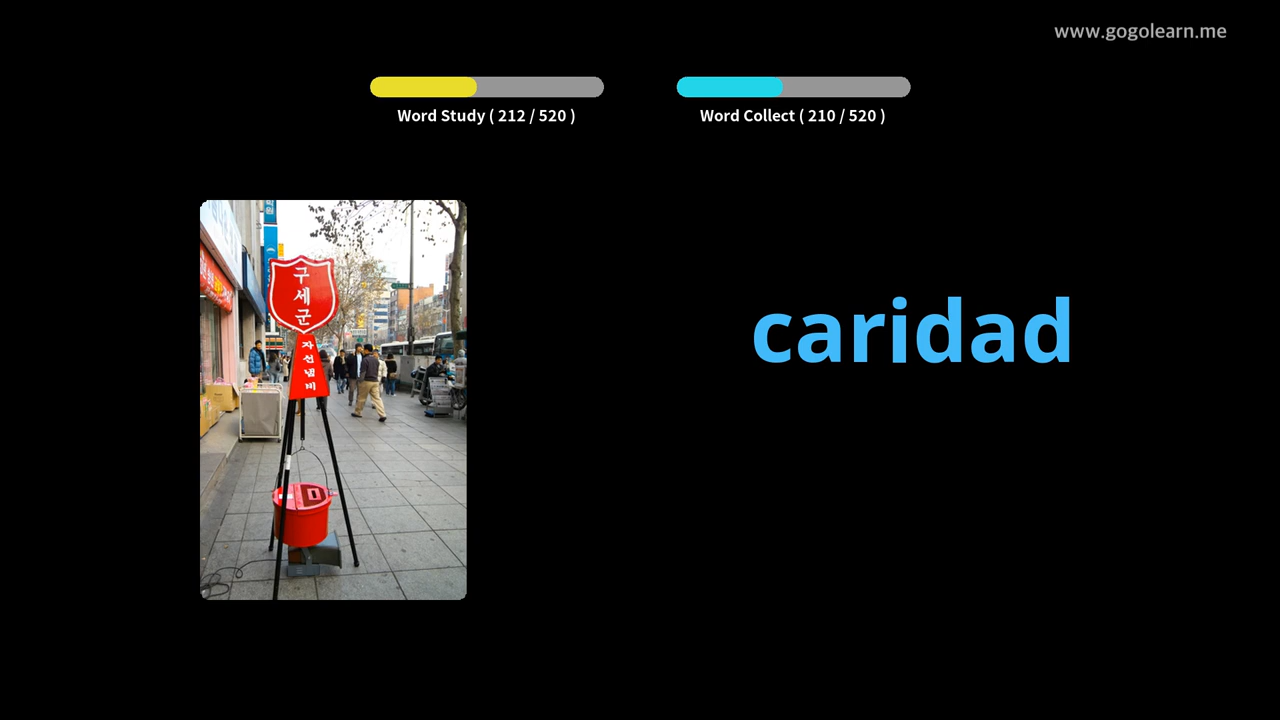 www.gogolearn.me
Word Study ( 212 / 520 )
Word Collect ( 210 / 520 )
구
세
군
자
선
냄
비
caridad